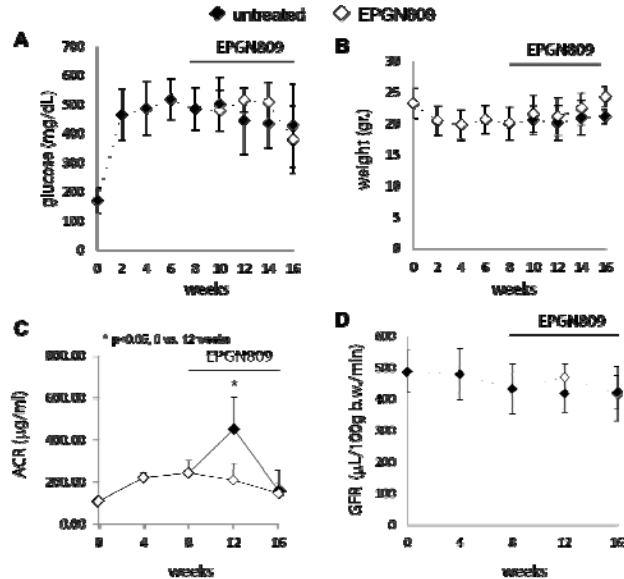 untreated EPGN809
A
EPGN809
glucose (mg/dL)
700
600
500
400
300
200
100
0
0 2 4 6 8 10 12 14 16
weeks
B
EPGN809
weight (gr.)
30
25
20
15
10
5
0
0 2 4 6 8 10 12 14 16
weeks
C
* p<0.05, 0 vs. 12 weeks
EPGN809
*
ACR (µg/ml)
800.00
600.00
400.00
200.00
0.00
0 4 8 12 16
weeks
D
EPGN809
GFR (µL/100g b.w./min)
600
500
400
300
200
100
0
0 4 8 12 16
weeks